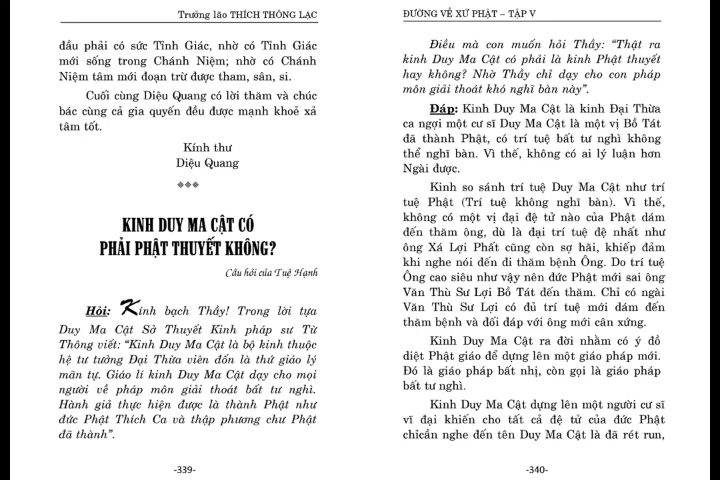 Trưởng lão THÍCH THÔNG LẠC
đầu phải có sức Tỉnh Giác, nhờ có Tỉnh Giác
mới sống trong Chánh Niệm; nhờ có Chánh
Niệm tâm mới đoạn trừ được tham, sân, si.
Cuối cùng Diệu Quang có lời thăm và chúc
bác cùng cả gia quyến đều được mạnh khoẻ xả
tâm tốt.
Kính thư
Diệu Quang
KINH DUY MA CẬT CÓ
PHẢI PHẬT THUYẾT KHÔNG?
Câu hỏi của Tuệ Hạnh
Hỏi: Kính bạch Thầy! Trong lời tựa
Duy Ma Cật Sở Thuyết Kinh pháp sư Từ
Thông viết: “Kinh Duy Ma Cật là bộ kinh thuộc
hệ tư tưởng Đại Thừa viên đốn là thứ giáo lý
mãn tự. Giáo lí kinh Duy Ma Cật dạy cho mọi
người về pháp môn giải thoát bất tư nghì.
Hành giả thực hiện được là thành Phật như
đức Phật Thích Ca và thập phương chư Phật
đã thành”.
-339-
ĐƯỜNG VỀ XỨ PHẬT – TẬP V
Điều mà con muốn hỏi Thầy: “Thật ra
kinh Duy Ma Cật có phải là kinh Phật thuyết
hay không? Nhờ Thầy chỉ dạy cho con pháp
môn giải thoát khó nghĩ bàn này”.
Đáp: Kinh Duy Ma Cật là kinh Đại Thừa
ca ngợi một cư sĩ Duy Ma Cật là một vị Bồ Tát
đã thành Phật, có trí tuệ bất tư nghì không
thể nghĩ bàn. Vì thế, không có ai lý luận hơn
Ngài được.
Kinh so sánh trí tuệ Duy Ma Cật như trí
tuệ Phật (Trí tuệ không nghĩ bàn). Vì thế,
không có một vị đại đệ tử nào của Phật dám
đến thăm ông, dù là đại trí tuệ đệ nhất như
ông Xá Lợi Phất cũng còn sợ hãi, khiếp đảm
khi nghe nói đến đi thăm bệnh Ông. Do trí tuệ
Ông cao siêu như vậy nên đức Phật mới sai ông
Văn Thù Sư Lợi Bồ Tát đến thăm. Chỉ có ngài
Văn Thù Sư Lợi có đủ trí tuệ mới dám đến
thăm bệnh và đối đáp với ông mới cân xứng.
Kinh Duy Ma Cật ra đời nhằm có ý đồ
diệt Phật giáo để dựng lên một giáo pháp mới.
Đó là giáo pháp bất nhị, còn gọi là giáo pháp
bất tư nghì.
Kinh Duy Ma Cật dựng lên một người cư sĩ
vĩ đại khiến cho tất cả đệ tử của đức Phật
chỉcần nghe đến tên Duy Ma Cật là đã rét run,
-340-